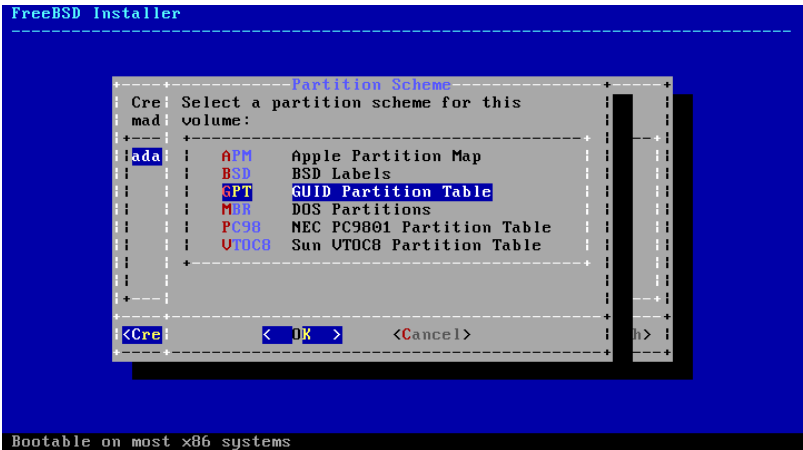 FreeBSD Installer
Partition Scheme
Cre Select a partition scheme for this
mad volume:
ada APM Apple Partition Map
BSD BSD Labels
GPT GUID Partition Table
MBR DOS Partitions
PC98 NEC PC9801 Partition Table
VTOC8 Sun VTOC8 Partition Table
<Cre < OK > <Cancel> h>
Bootable on most x86 systems